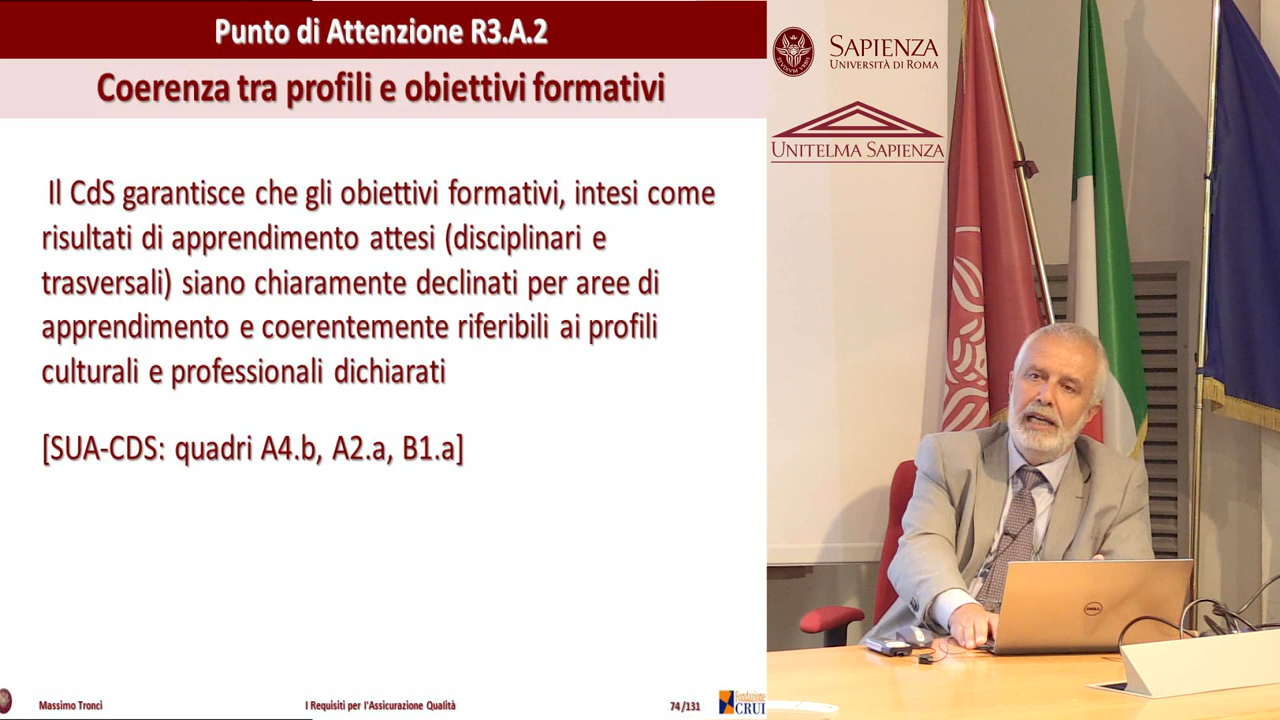 Punto di Attenzione R3.A.2
Coerenza tra profili e obiettivi formativi
Il CdS garantisce che gli obiettivi formativi, intesi come
risultati di apprendimento attesi (disciplinari e
trasversali) siano chiaramente declinati per aree di
apprendimento e coerentemente riferibili ai profili
culturali e professionali dichiarati
[SUA-CDS: quadri A4.b, A2.a, B1.a]
Massimo Tronci
I Requisiti per l'Assicurazione Qualità
74/131
Fondazione
CRUI
SAPIENZA
UNIVERSITÀ DI ROMA
UNITELMA SAPIENZA
DELL